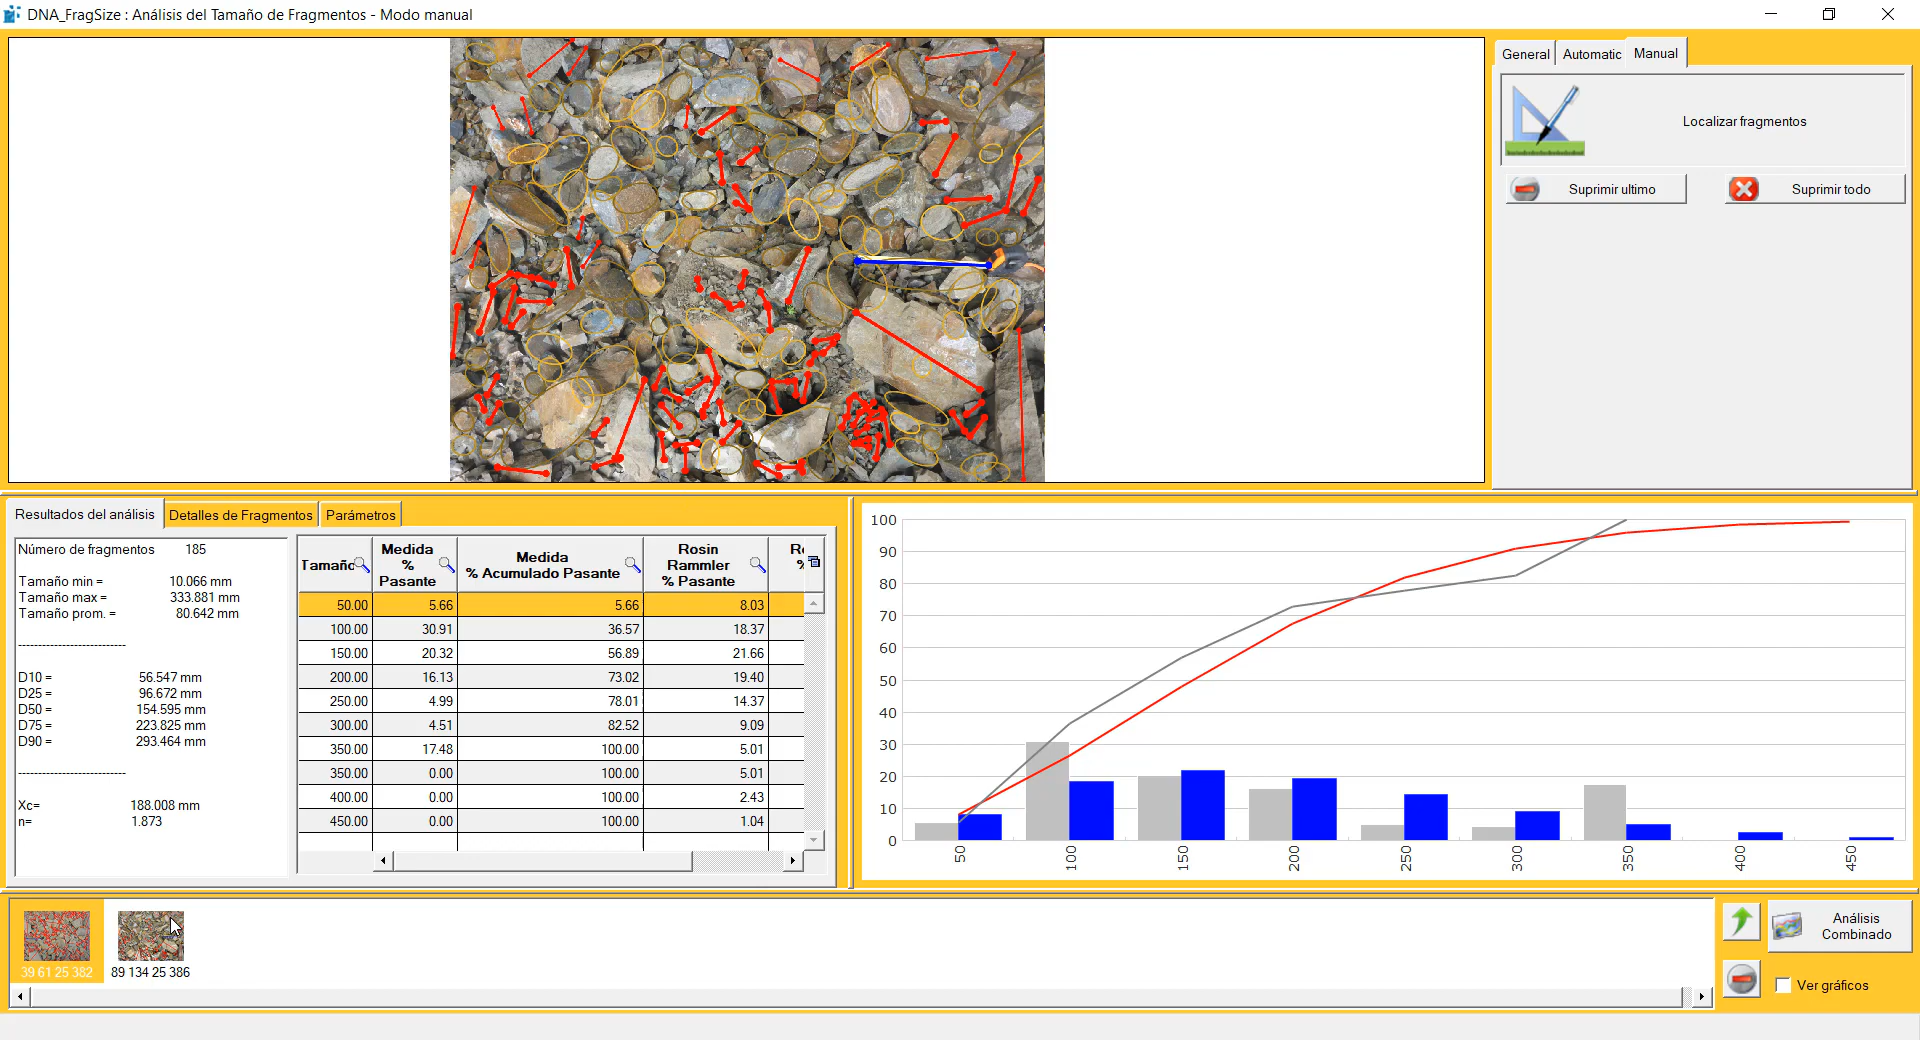 DNA_FragSize : Análisis del Tamaño de Fragmentos - Modo manual
General Automatic Manual
Localizar fragmentos
Suprimir ultimo Suprimir todo
Resultados del análisis Detalles de Fragmentos Parámetros
Número de fragmentos 185
Tamaño min = 10.066 mm
Tamaño max = 333.881 mm
Tamaño prom. = 80.642 mm
---------------------------
D10 = 56.547 mm
D25 = 96.672 mm
D50 = 154.595 mm
D75 = 223.825 mm
D90 = 293.464 mm
---------------------------
Xc= 188.008 mm
n= 1.873
Tamaño Medida % Pasante Medida % Acumulado Pasante Rosin Rammler % Pasante %
50.00 5.66 5.66 8.03
100.00 30.91 36.57 18.37
150.00 20.32 56.89 21.66
200.00 16.13 73.02 19.40
250.00 4.99 78.01 14.37
300.00 4.51 82.52 9.09
350.00 17.48 100.00 5.01
350.00 0.00 100.00 5.01
400.00 0.00 100.00 2.43
450.00 0.00 100.00 1.04
100
90
80
70
60
50
40
30
20
10
0
50 100 150 200 250 300 350 400 450
39 61 25 382 89 134 25 386
Análisis
Combinado
Ver gráficos